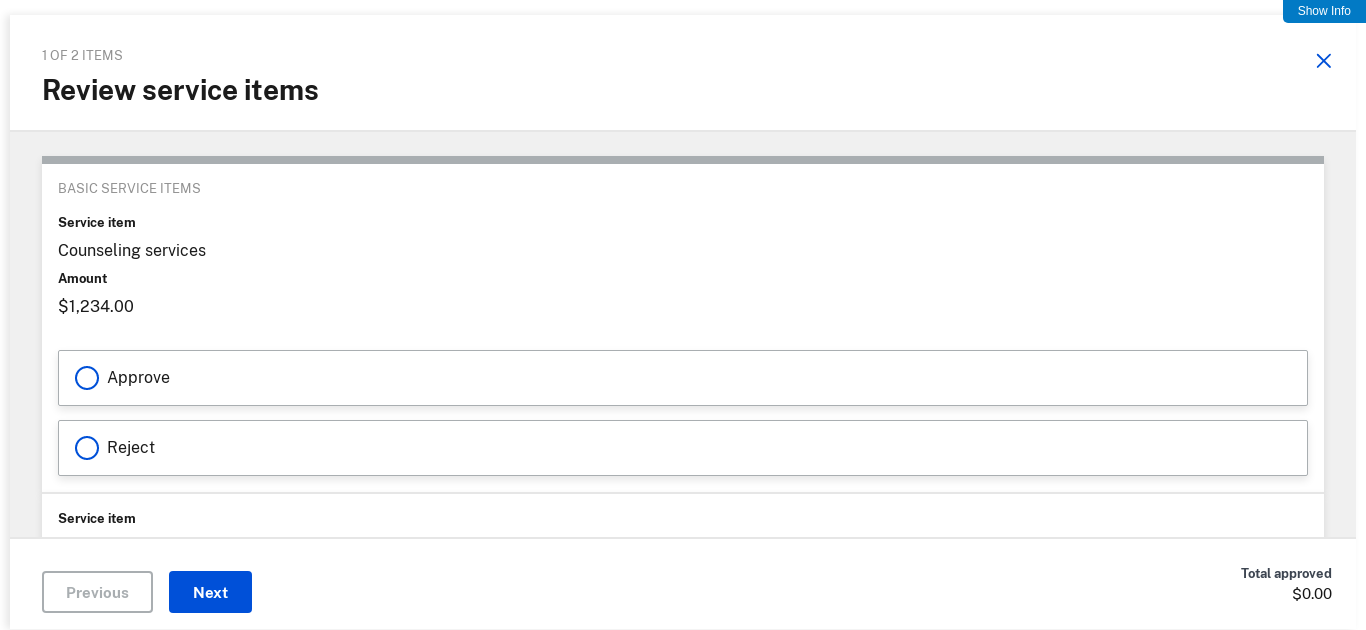 Show Info
1 OF 2 ITEMS
Review service items
BASIC SERVICE ITEMS
Service item
Counseling services
Amount
$1,234.00
Approve
Reject
Service item
Previous
Next
Total approved
$0.00